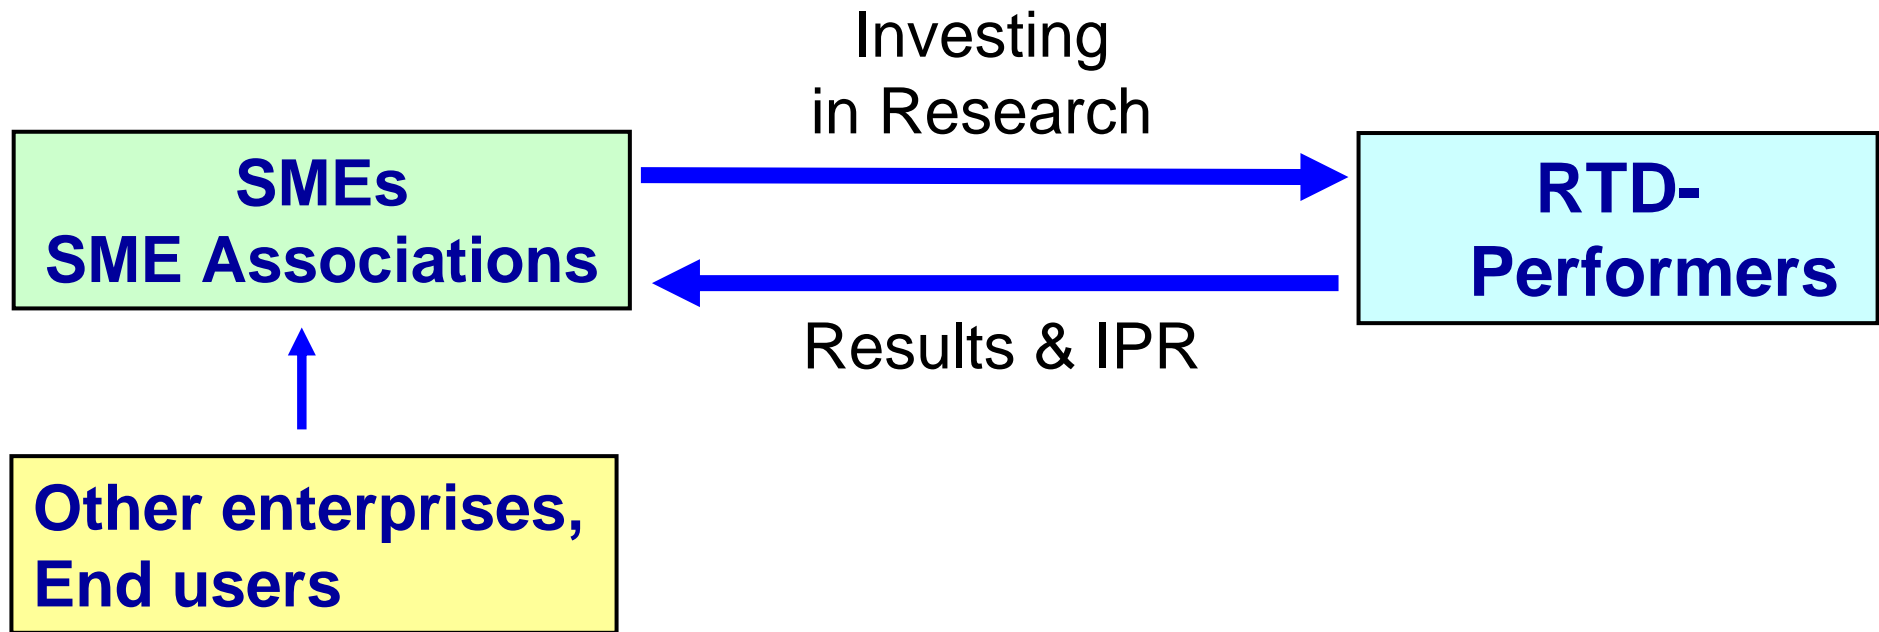 Investing
in Research
SMEs
SME Associations
RTD-
Performers
Results & IPR
Other enterprises,
End users